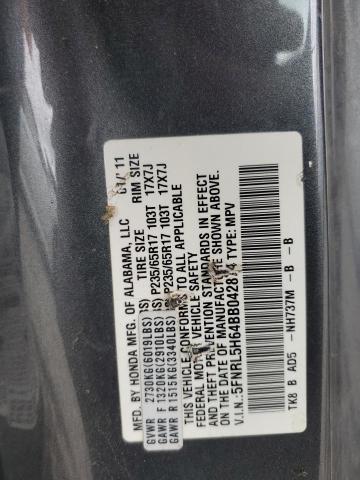 MFD. BY HONDA MFG. OF ALABAMA, LLC 11
TIRE SIZE RIM SIZE
GVWR 2730KG(6019LBS)
GAWR F 1320KG(2910LBS) P235/65R17 103T 17X7J
GAWR R 1515KG(3340LBS) P235/65R17 103T 17X7J
THIS VEHICLE CONFORMS TO ALL APPLICABLE
FEDERAL MOTOR VEHICLE SAFETY AND
THEFT PREVENTION STANDARDS IN EFFECT
ON THE DATE OF MANUFACTURE SHOWN ABOVE.
V.I.N.:5FNRL5H64BB042814 TYPE: MPV
TK8 B AD5 - NH737M - B - B